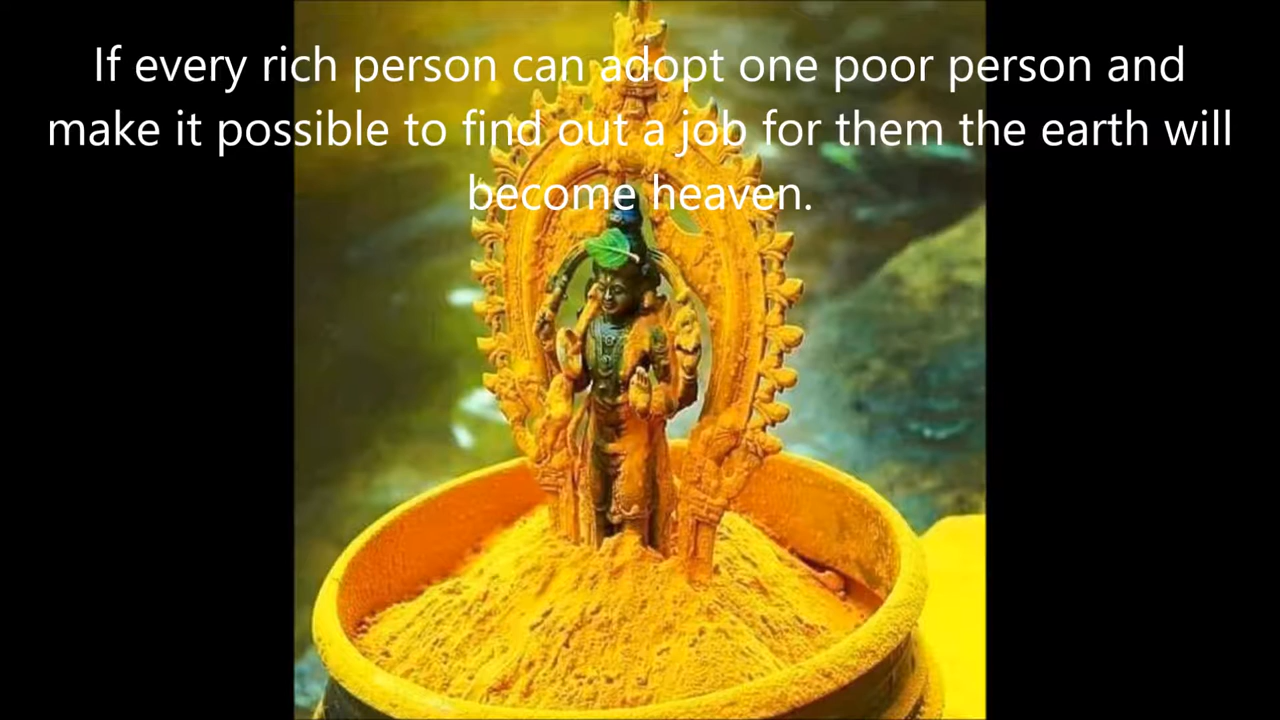 If every rich person can adopt one poor person and
make it possible to find out a job for them the earth will
become heaven.